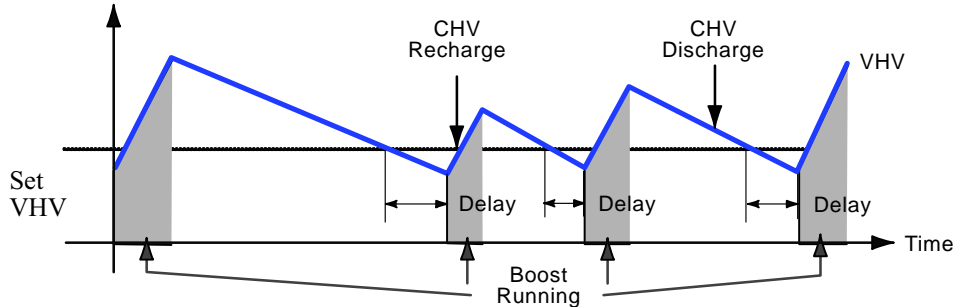 CHV
Recharge
CHV
Discharge
VHV
Set
VHV
Delay
Delay
Delay
Time
Boost
Running